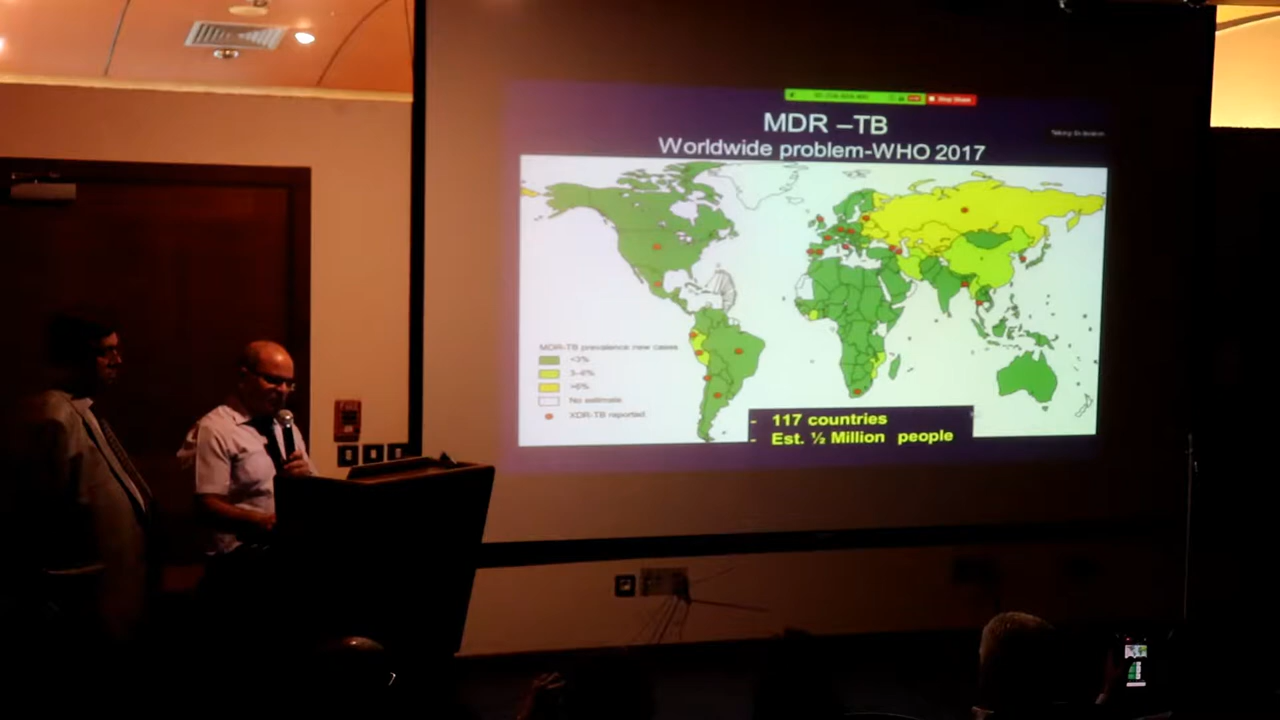 MDR –TB
Worldwide problem-WHO 2017
MDR-TB prevalence new cases
<3%
3–6%
>6%
No estimate
XDR-TB reported
- 117 countries
- Est. ½ Million people